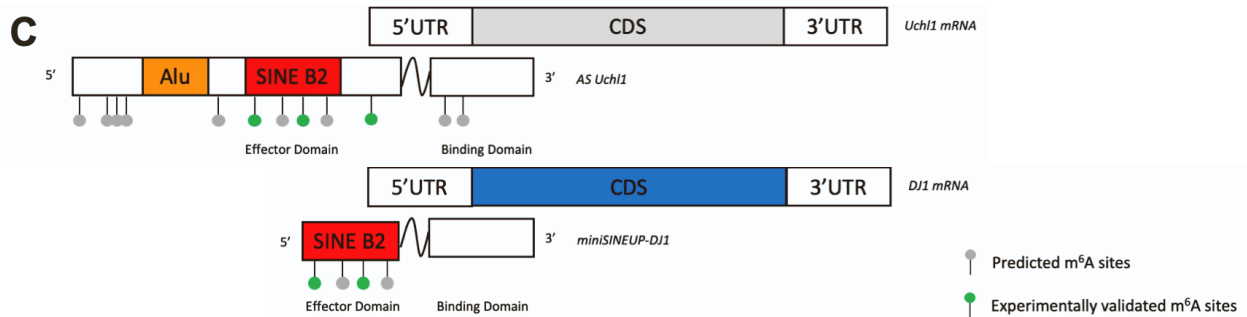 C
5'UTR CDS 3'UTR Uchl1 mRNA
5' Alu SINE B2 3' AS Uchl1
Effector Domain Binding Domain
5'UTR CDS 3'UTR DJ1 mRNA
5' SINE B2 3' miniSINEUP-DJ1
Effector Domain Binding Domain
Predicted m⁶A sites
Experimentally validated m⁶A sites